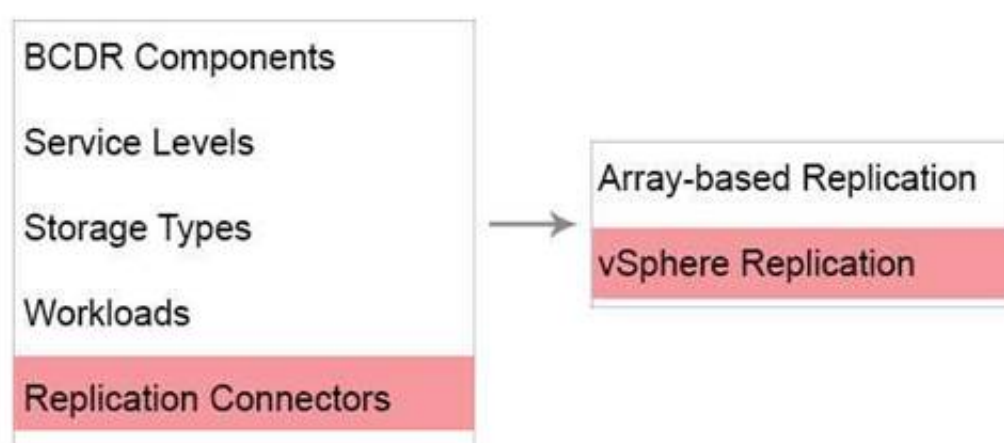 BCDR Components
Service Levels
Storage Types
Workloads
Replication Connectors
Array-based Replication
vSphere Replication